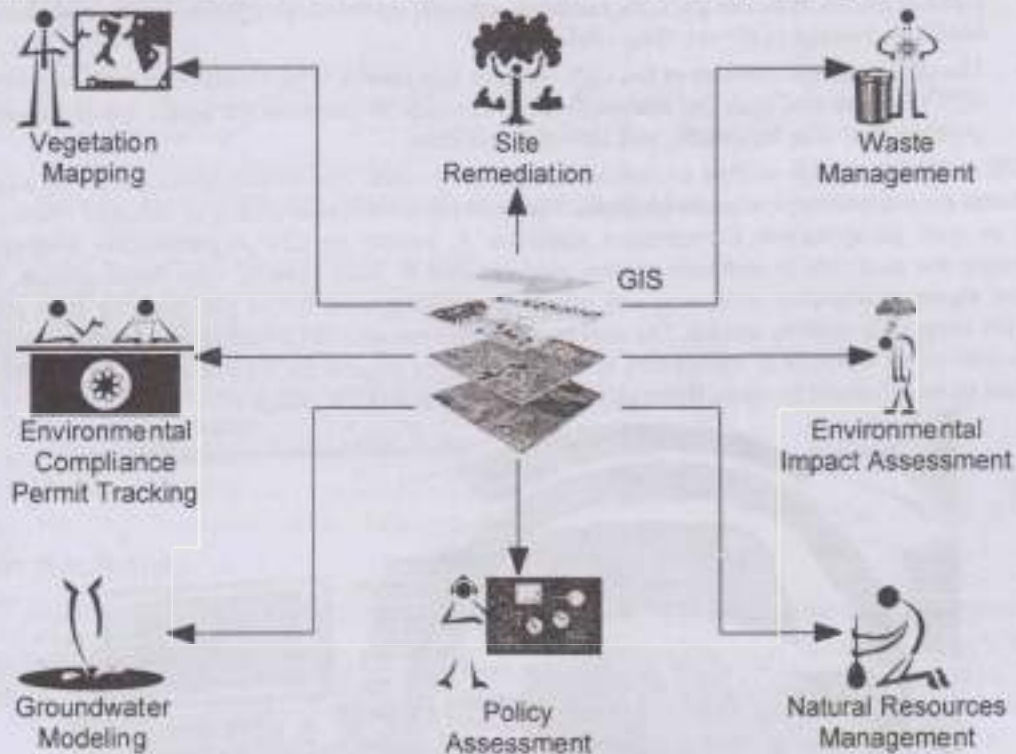 Vegetation
Mapping
Site
Remediation
Waste
Management
GIS
Environmental
Compliance
Permit Tracking
Environmental
Impact Assessment
Groundwater
Modeling
Policy
Assessment
Natural Resources
Management